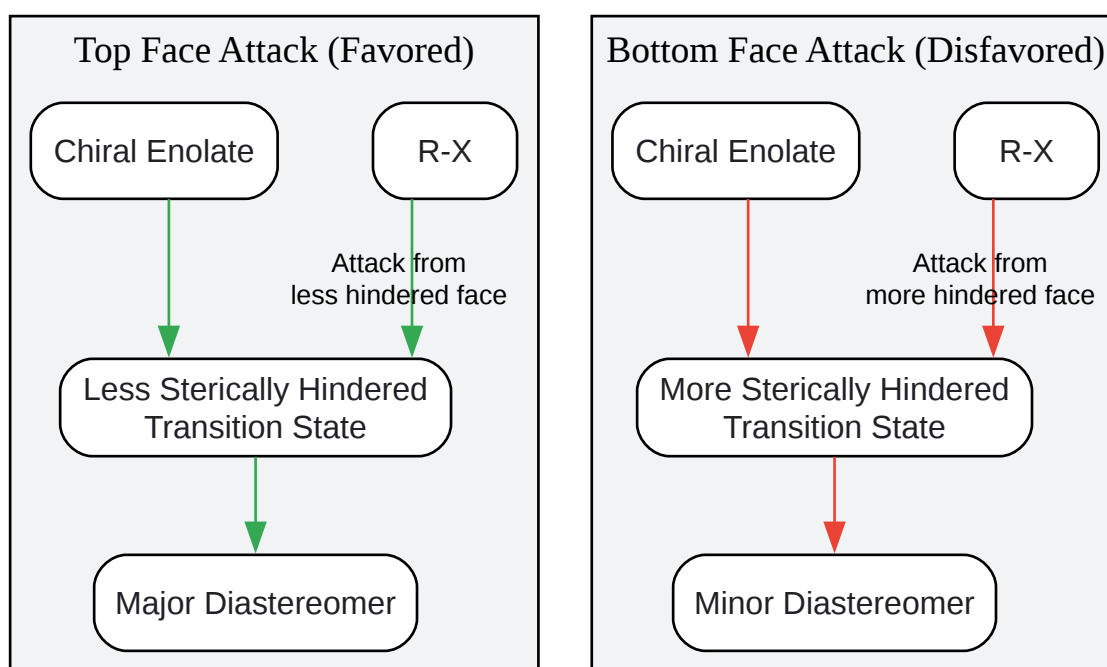 Top Face Attack (Favored)
Chiral Enolate
R-X
Attack from
less hindered face
Less Sterically Hindered
Transition State
Major Diastereomer
Bottom Face Attack (Disfavored)
Chiral Enolate
R-X
Attack from
more hindered face
More Sterically Hindered
Transition State
Minor Diastereomer